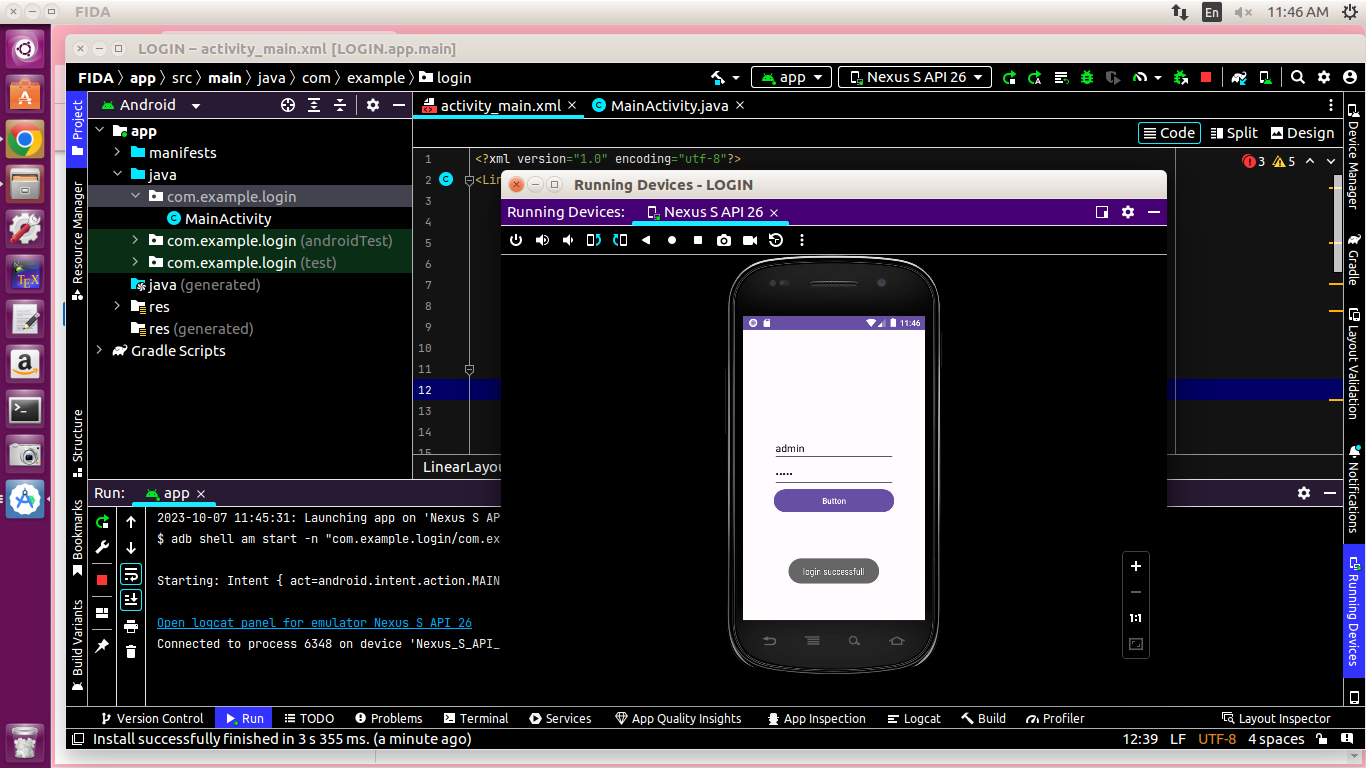 FIDA
En
11:46 AM
LOGIN – activity_main.xml [LOGIN.app.main]
FIDA
app
src
main
java
com
example
login
app
Nexus S API 26
Project
Android
activity_main.xml
MainActivity.java
Code
Split
Design
app
manifests
java
com.example.login
MainActivity
com.example.login (androidTest)
com.example.login (test)
java (generated)
res
res (generated)
Gradle Scripts
Resource Manager
Structure
Bookmarks
Build Variants
1
2
3
4
5
6
7
8
9
10
11
12
13
14
15
<?xml version="1.0" encoding="utf-8"?>
<Lin
3
5
LinearLayou
Running Devices - LOGIN
Running Devices:
Nexus S API 26
11:46
admin
Button
login successfull
1:1
Device Manager
Gradle
Layout Validation
Notifications
Running Devices
Run:
app
2023-10-07 11:45:31: Launching app on 'Nexus S AP
$ adb shell am start -n "com.example.login/com.ex
Starting: Intent { act=android.intent.action.MAIN
Open logcat panel for emulator Nexus S API 26
Connected to process 6348 on device 'Nexus_S_API_
Version Control
Run
TODO
Problems
Terminal
Services
App Quality Insights
App Inspection
Logcat
Build
Profiler
Layout Inspector
Install successfully finished in 3 s 355 ms. (a minute ago)
12:39
LF
UTF-8
4 spaces